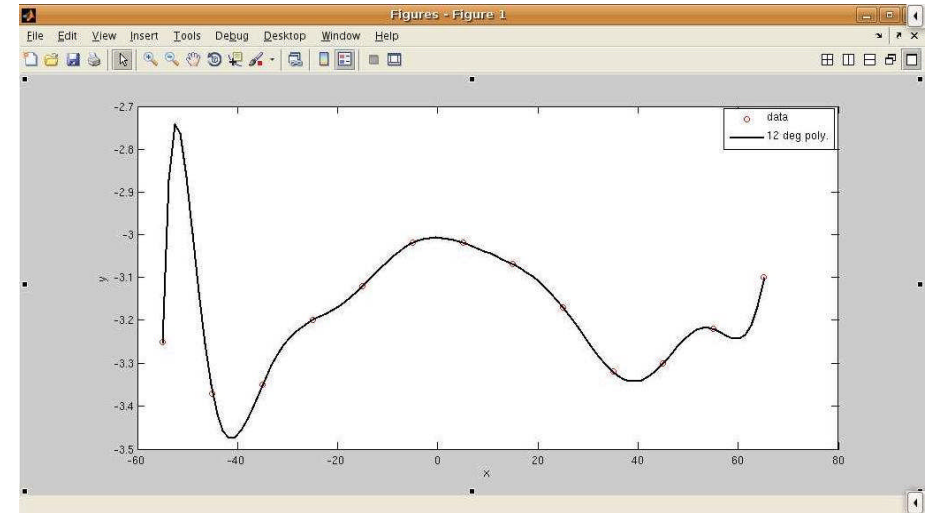 Figures - Figure 1
File Edit View Insert Tools Debug Desktop Window Help
-2.7
data
12 deg poly.
-2.8
-2.9
-3
y
-3.1
-3.2
-3.3
-3.4
-3.5
-60 -40 -20 0 20 40 60 80
x